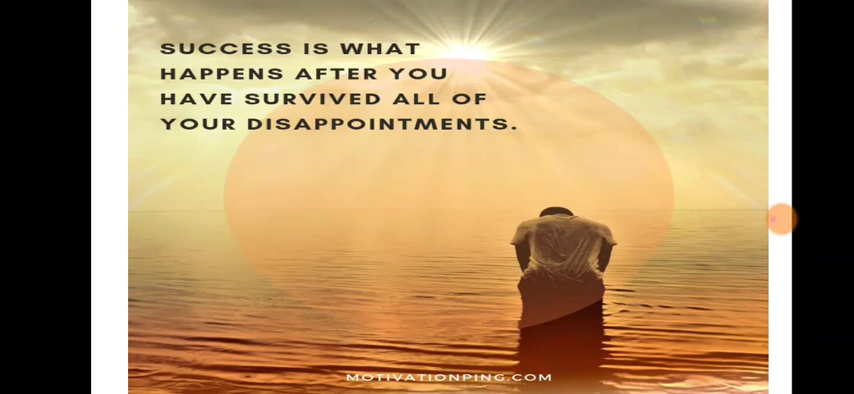 SUCCESS IS WHAT
HAPPENS AFTER YOU
HAVE SURVIVED ALL OF
YOUR DISAPPOINTMENTS.
MOTIVATIONPING.COM